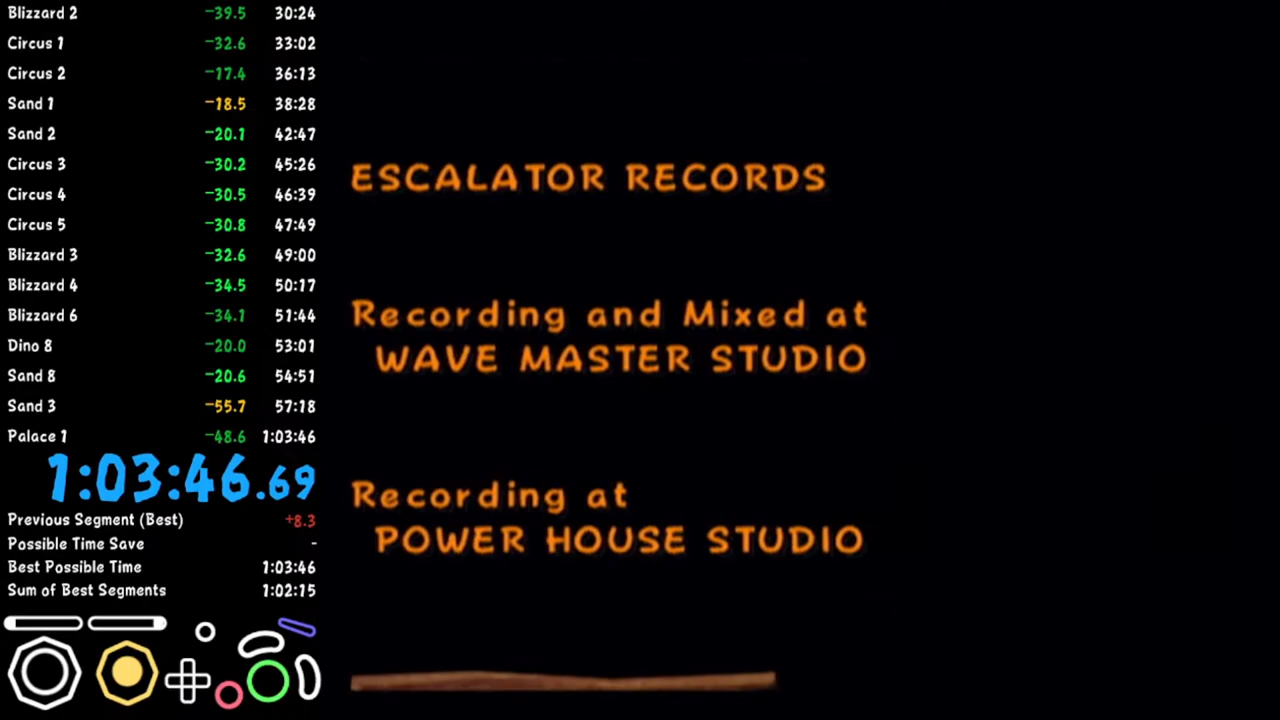 Blizzard 2 -39.5 30:24
Circus 1 -32.6 33:02
Circus 2 -17.4 36:13
Sand 1 -18.5 38:28
Sand 2 -20.1 42:47
Circus 3 -30.2 45:26
Circus 4 -30.5 46:39
Circus 5 -30.8 47:49
Blizzard 3 -32.6 49:00
Blizzard 4 -34.5 50:17
Blizzard 6 -34.1 51:44
Dino 8 -20.0 53:01
Sand 8 -20.6 54:51
Sand 3 -55.7 57:18
Palace 1 -48.6 1:03:46
1:03:46.69
Previous Segment (Best) +8.3
Possible Time Save -
Best Possible Time 1:03:46
Sum of Best Segments 1:02:15
ESCALATOR RECORDS
Recording and Mixed at
WAVE MASTER STUDIO
Recording at
POWER HOUSE STUDIO